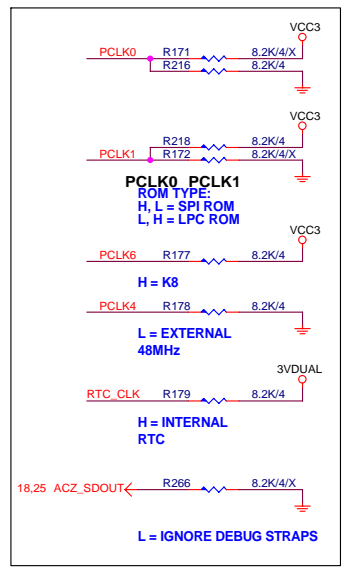 VCC3
PCLK0 R171 8.2K/4/X
R216 8.2K/4
VCC3
R218 8.2K/4
PCLK1 R172 8.2K/4/X
PCLK0 PCLK1
ROM TYPE:
H, L = SPI ROM
L, H = LPC ROM
VCC3
PCLK6 R177 8.2K/4
H = K8
PCLK4 R178 8.2K/4
L = EXTERNAL
48MHz
3VDUAL
RTC_CLK R179 8.2K/4
H = INTERNAL
RTC
18,25 ACZ_SDOUT R266 8.2K/4/X
L = IGNORE DEBUG STRAPS